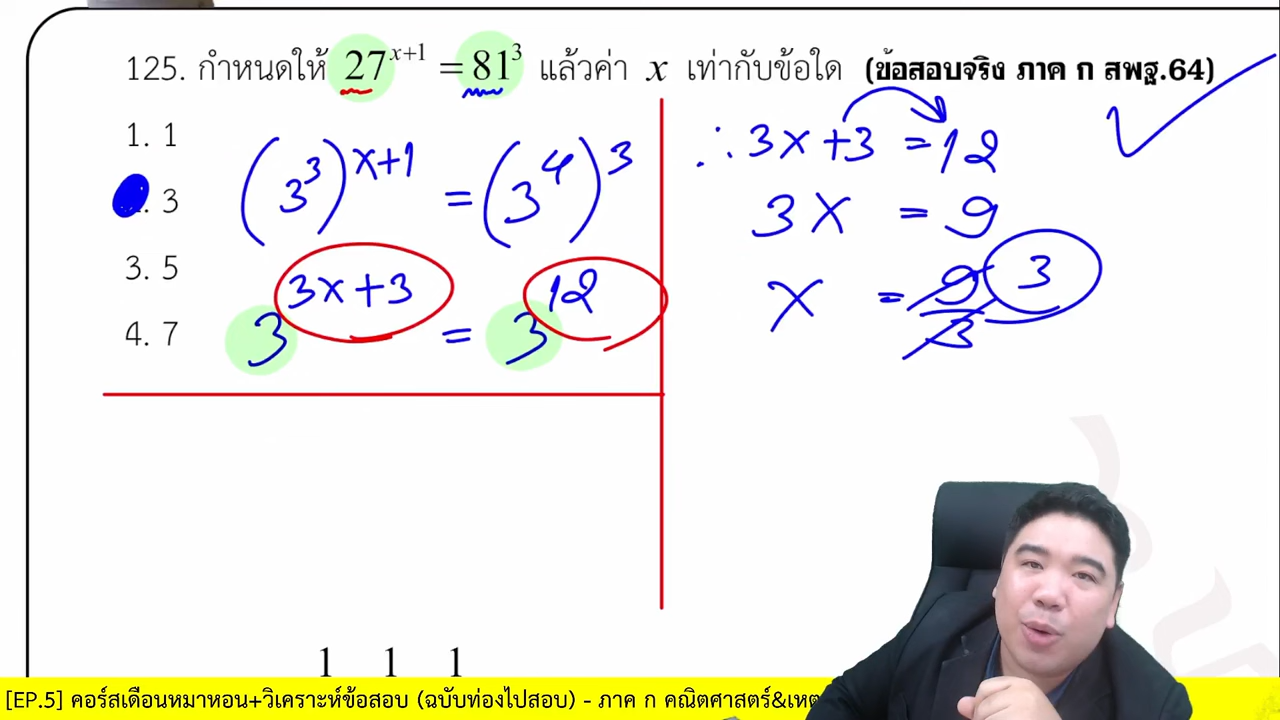 125. กำหนดให้ 27^{x+1} = 81^3 แล้วค่า x เท่ากับข้อใด (ข้อสอบจริง ภาค ก สพฐ.64)
1. 1
. 3
3. 5
4. 7
(3^3)^{x+1} = (3^4)^3
3^{3x+3} = 3^{12}
∴ 3x+3 = 12
3x = 9
x = 9/3 3
1 1 1
[EP.5] คอร์สเดือนหมาหอน+วิเคราะห์ข้อสอบ (ฉบับท่องไปสอบ) - ภาค ก คณิตศาสตร์&เหต